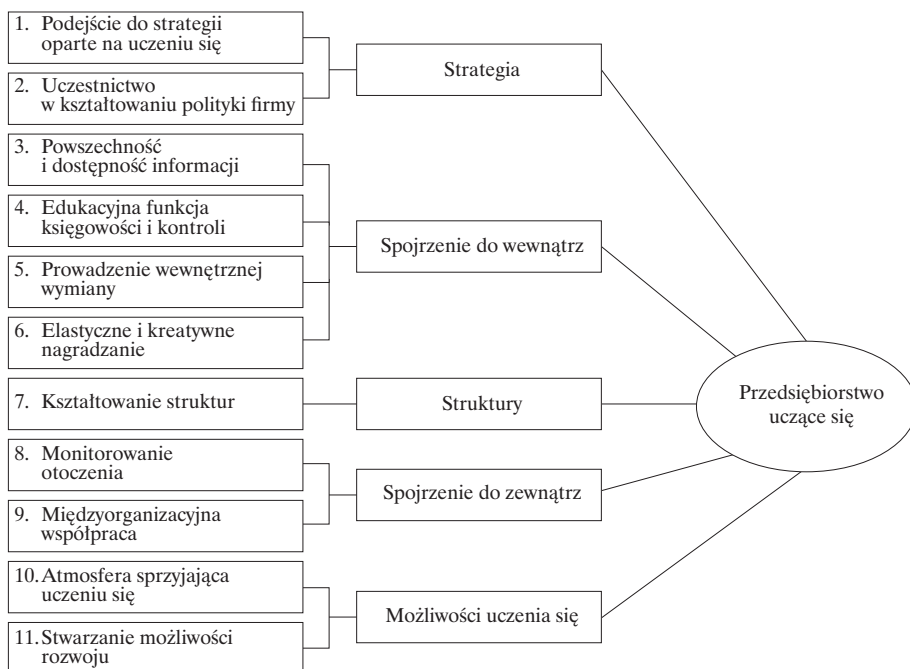 1. Podejście do strategii
oparte na uczeniu się
2. Uczestnictwo
w kształtowaniu polityki firmy
3. Powszechność
i dostępność informacji
4. Edukacyjna funkcja
księgowości i kontroli
5. Prowadzenie wewnętrznej
wymiany
6. Elastyczne i kreatywne
nagradzanie
7. Kształtowanie struktur
8. Monitorowanie
otoczenia
9. Międzyorganizacyjna
współpraca
10. Atmosfera sprzyjająca
uczeniu się
11. Stwarzanie możliwości
rozwoju
Strategia
Spojrzenie do wewnątrz
Struktury
Spojrzenie do zewnątrz
Możliwości uczenia się
Przedsiębiorstwo
uczące się